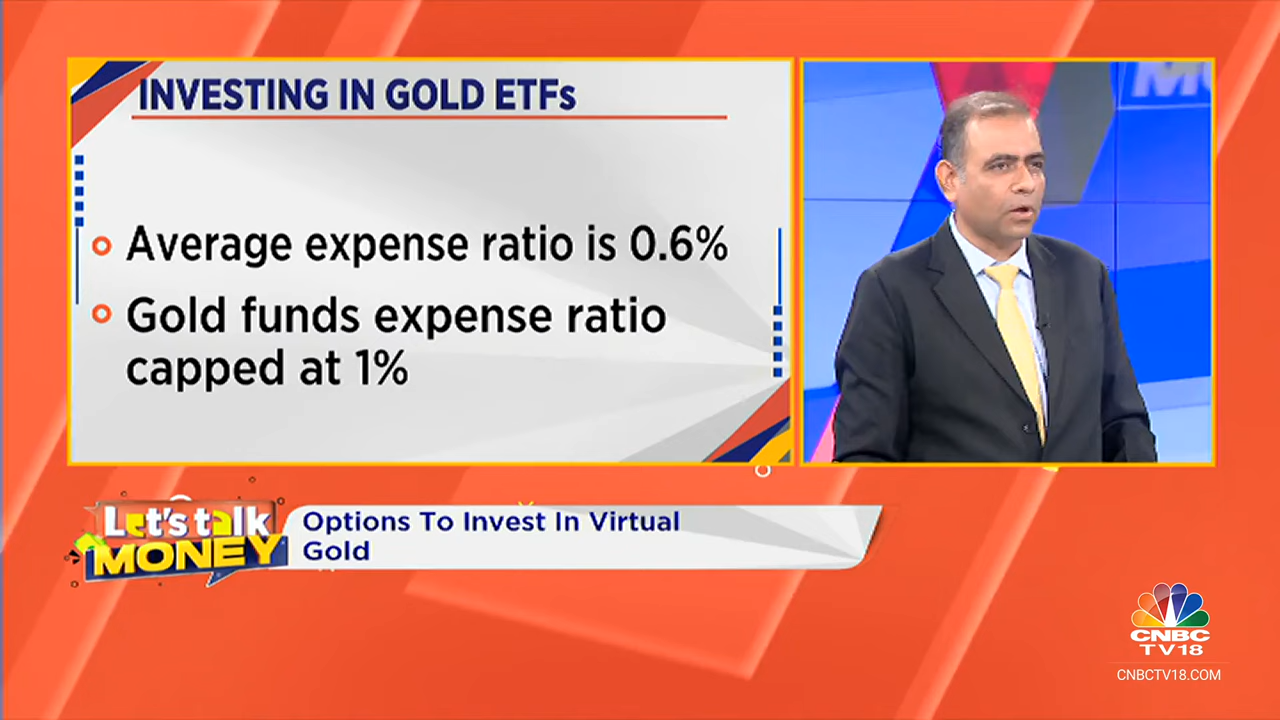 INVESTING IN GOLD ETFs
Average expense ratio is 0.6%
Gold funds expense ratio
capped at 1%
Let's talk
MONEY
Options To Invest In Virtual
Gold
CNBC
TV18
CNBCTV18.COM